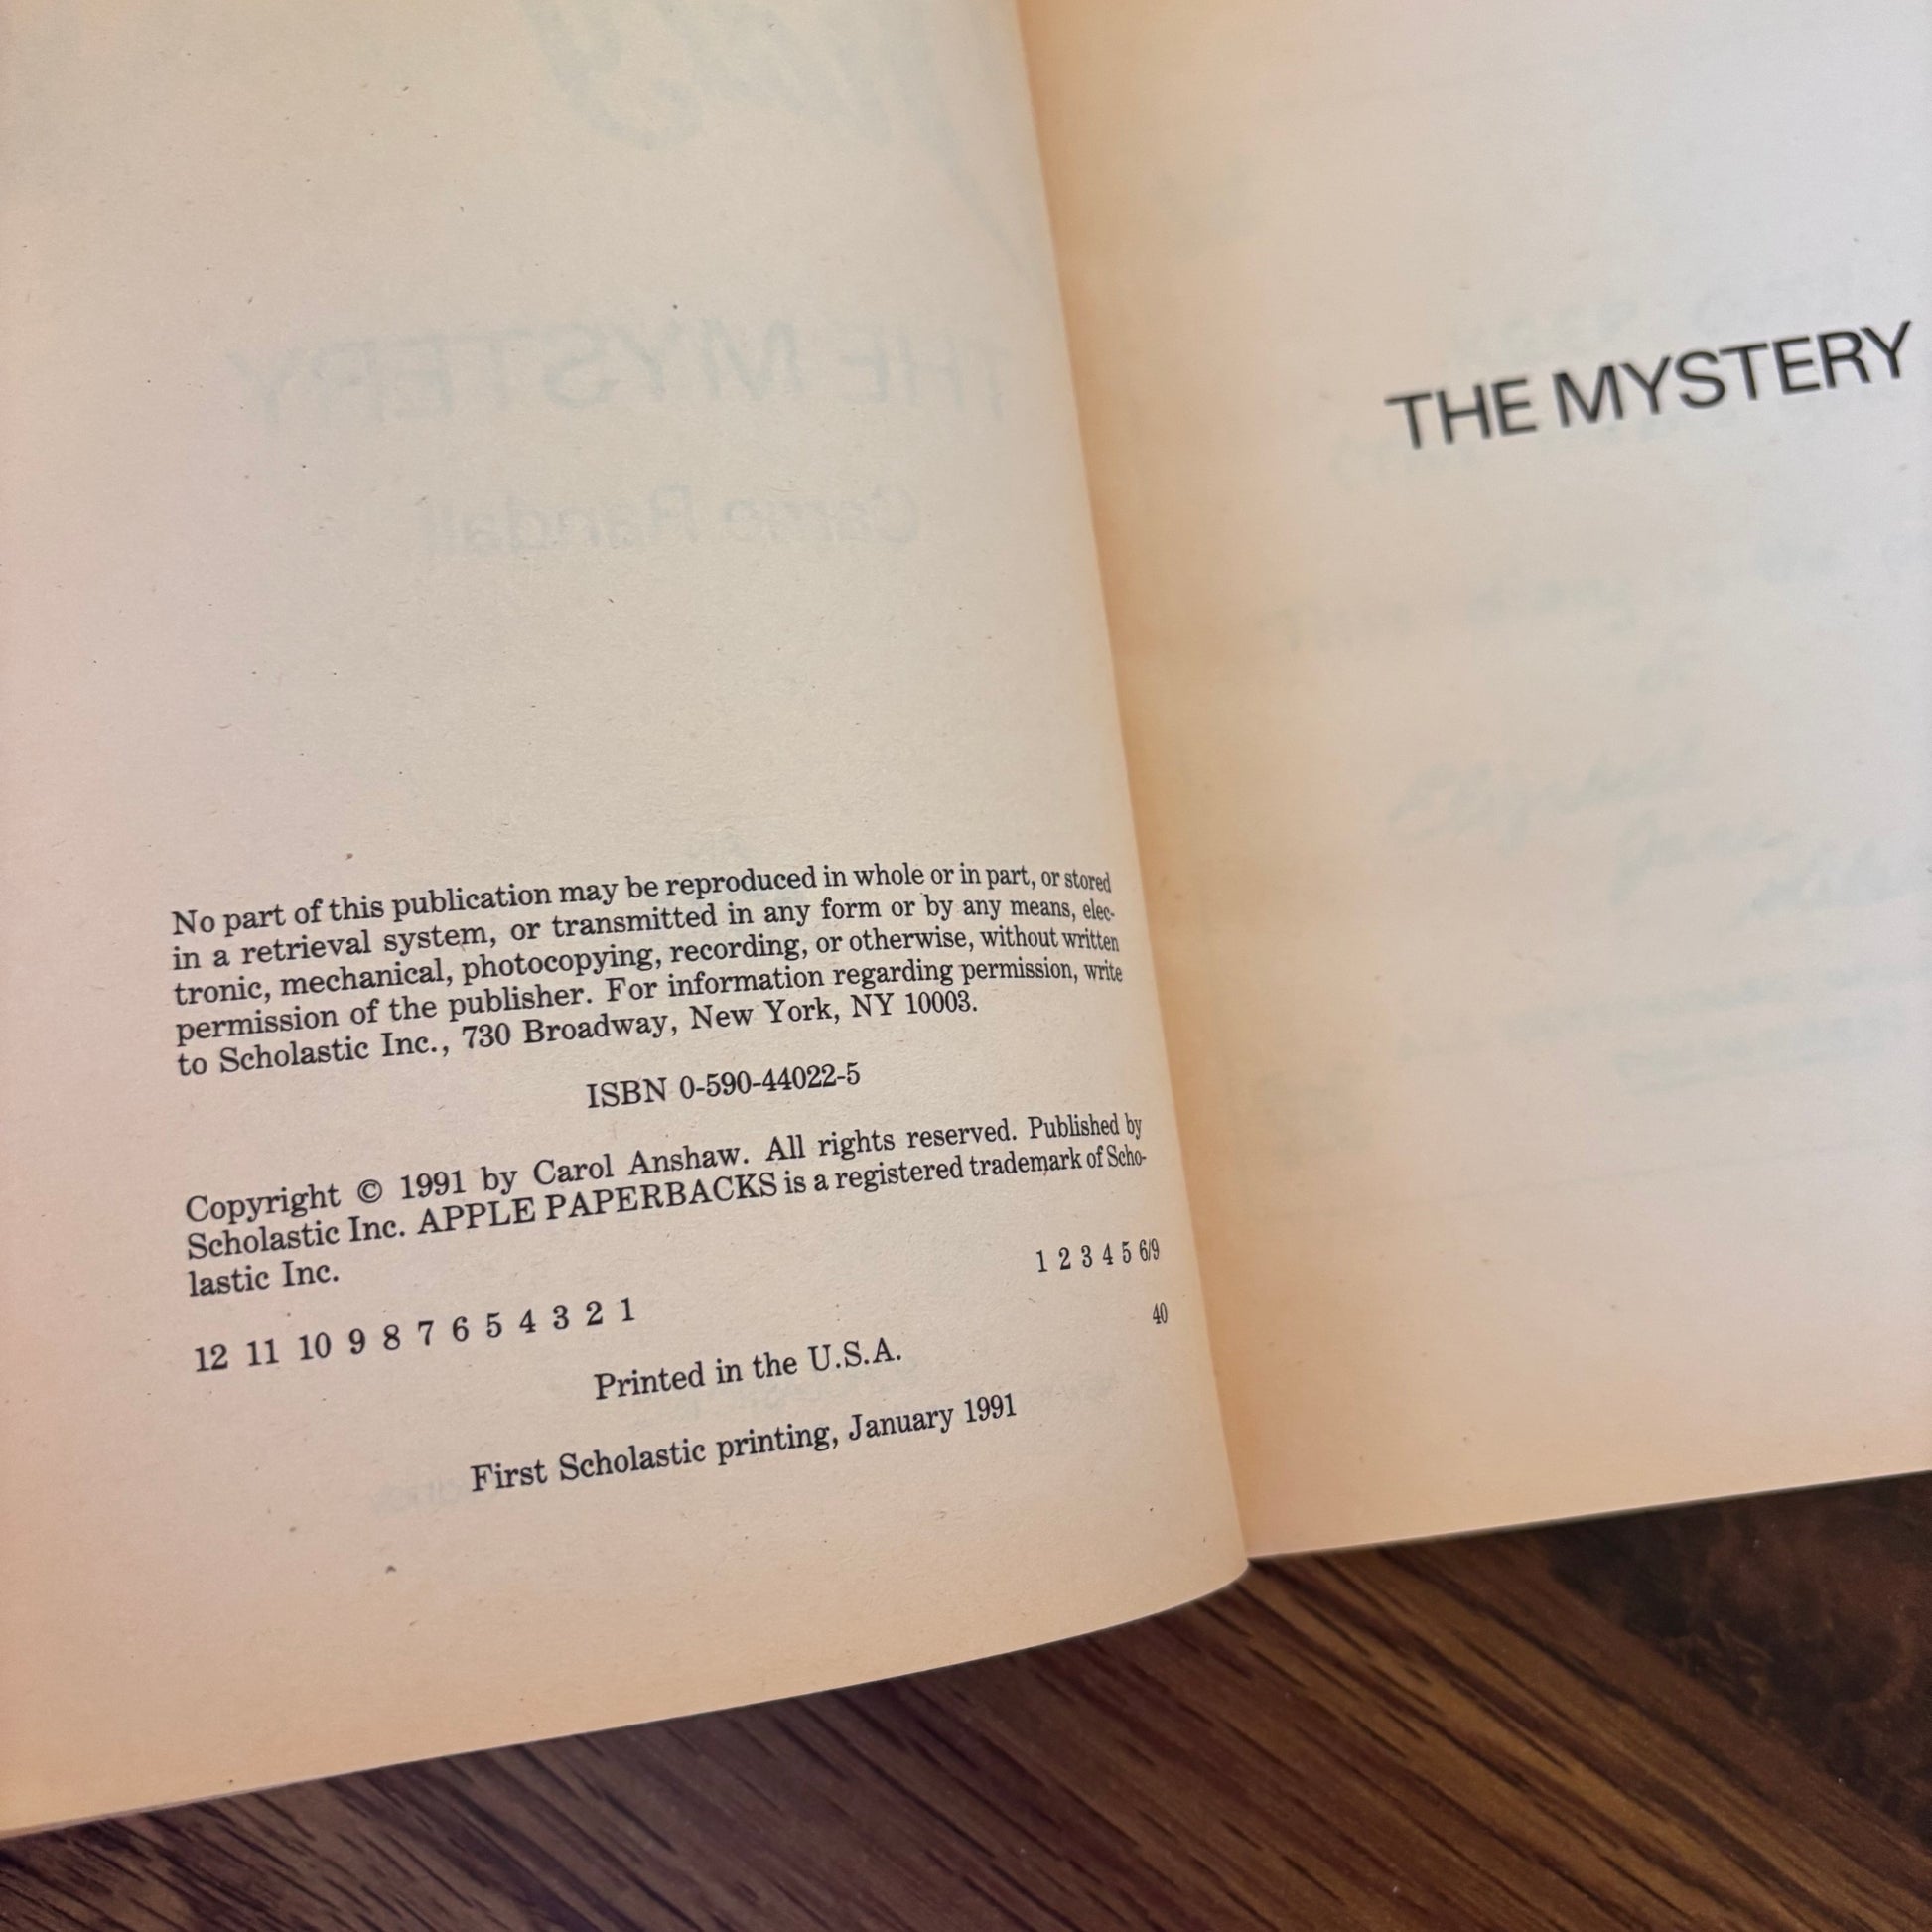 No part of this publication may be reproduced in whole or in part, or stored
in a retrieval system, or transmitted in any form or by any means, elec-
tronic, mechanical, photocopying, recording, or otherwise, without written
permission of the publisher. For information regarding permission, write
to Scholastic Inc., 730 Broadway, New York, NY 10003.
ISBN 0-590-44022-5
Copyright © 1991 by Carol Anshaw. All rights reserved. Published by
Scholastic Inc. APPLE PAPERBACKS is a registered trademark of Scho-
lastic Inc.
12 11 10 9 8 7 6 5 4 3 2 1 1 2 3 4 5 6/9
Printed in the U.S.A. 40
First Scholastic printing, January 1991
THE MYSTERY